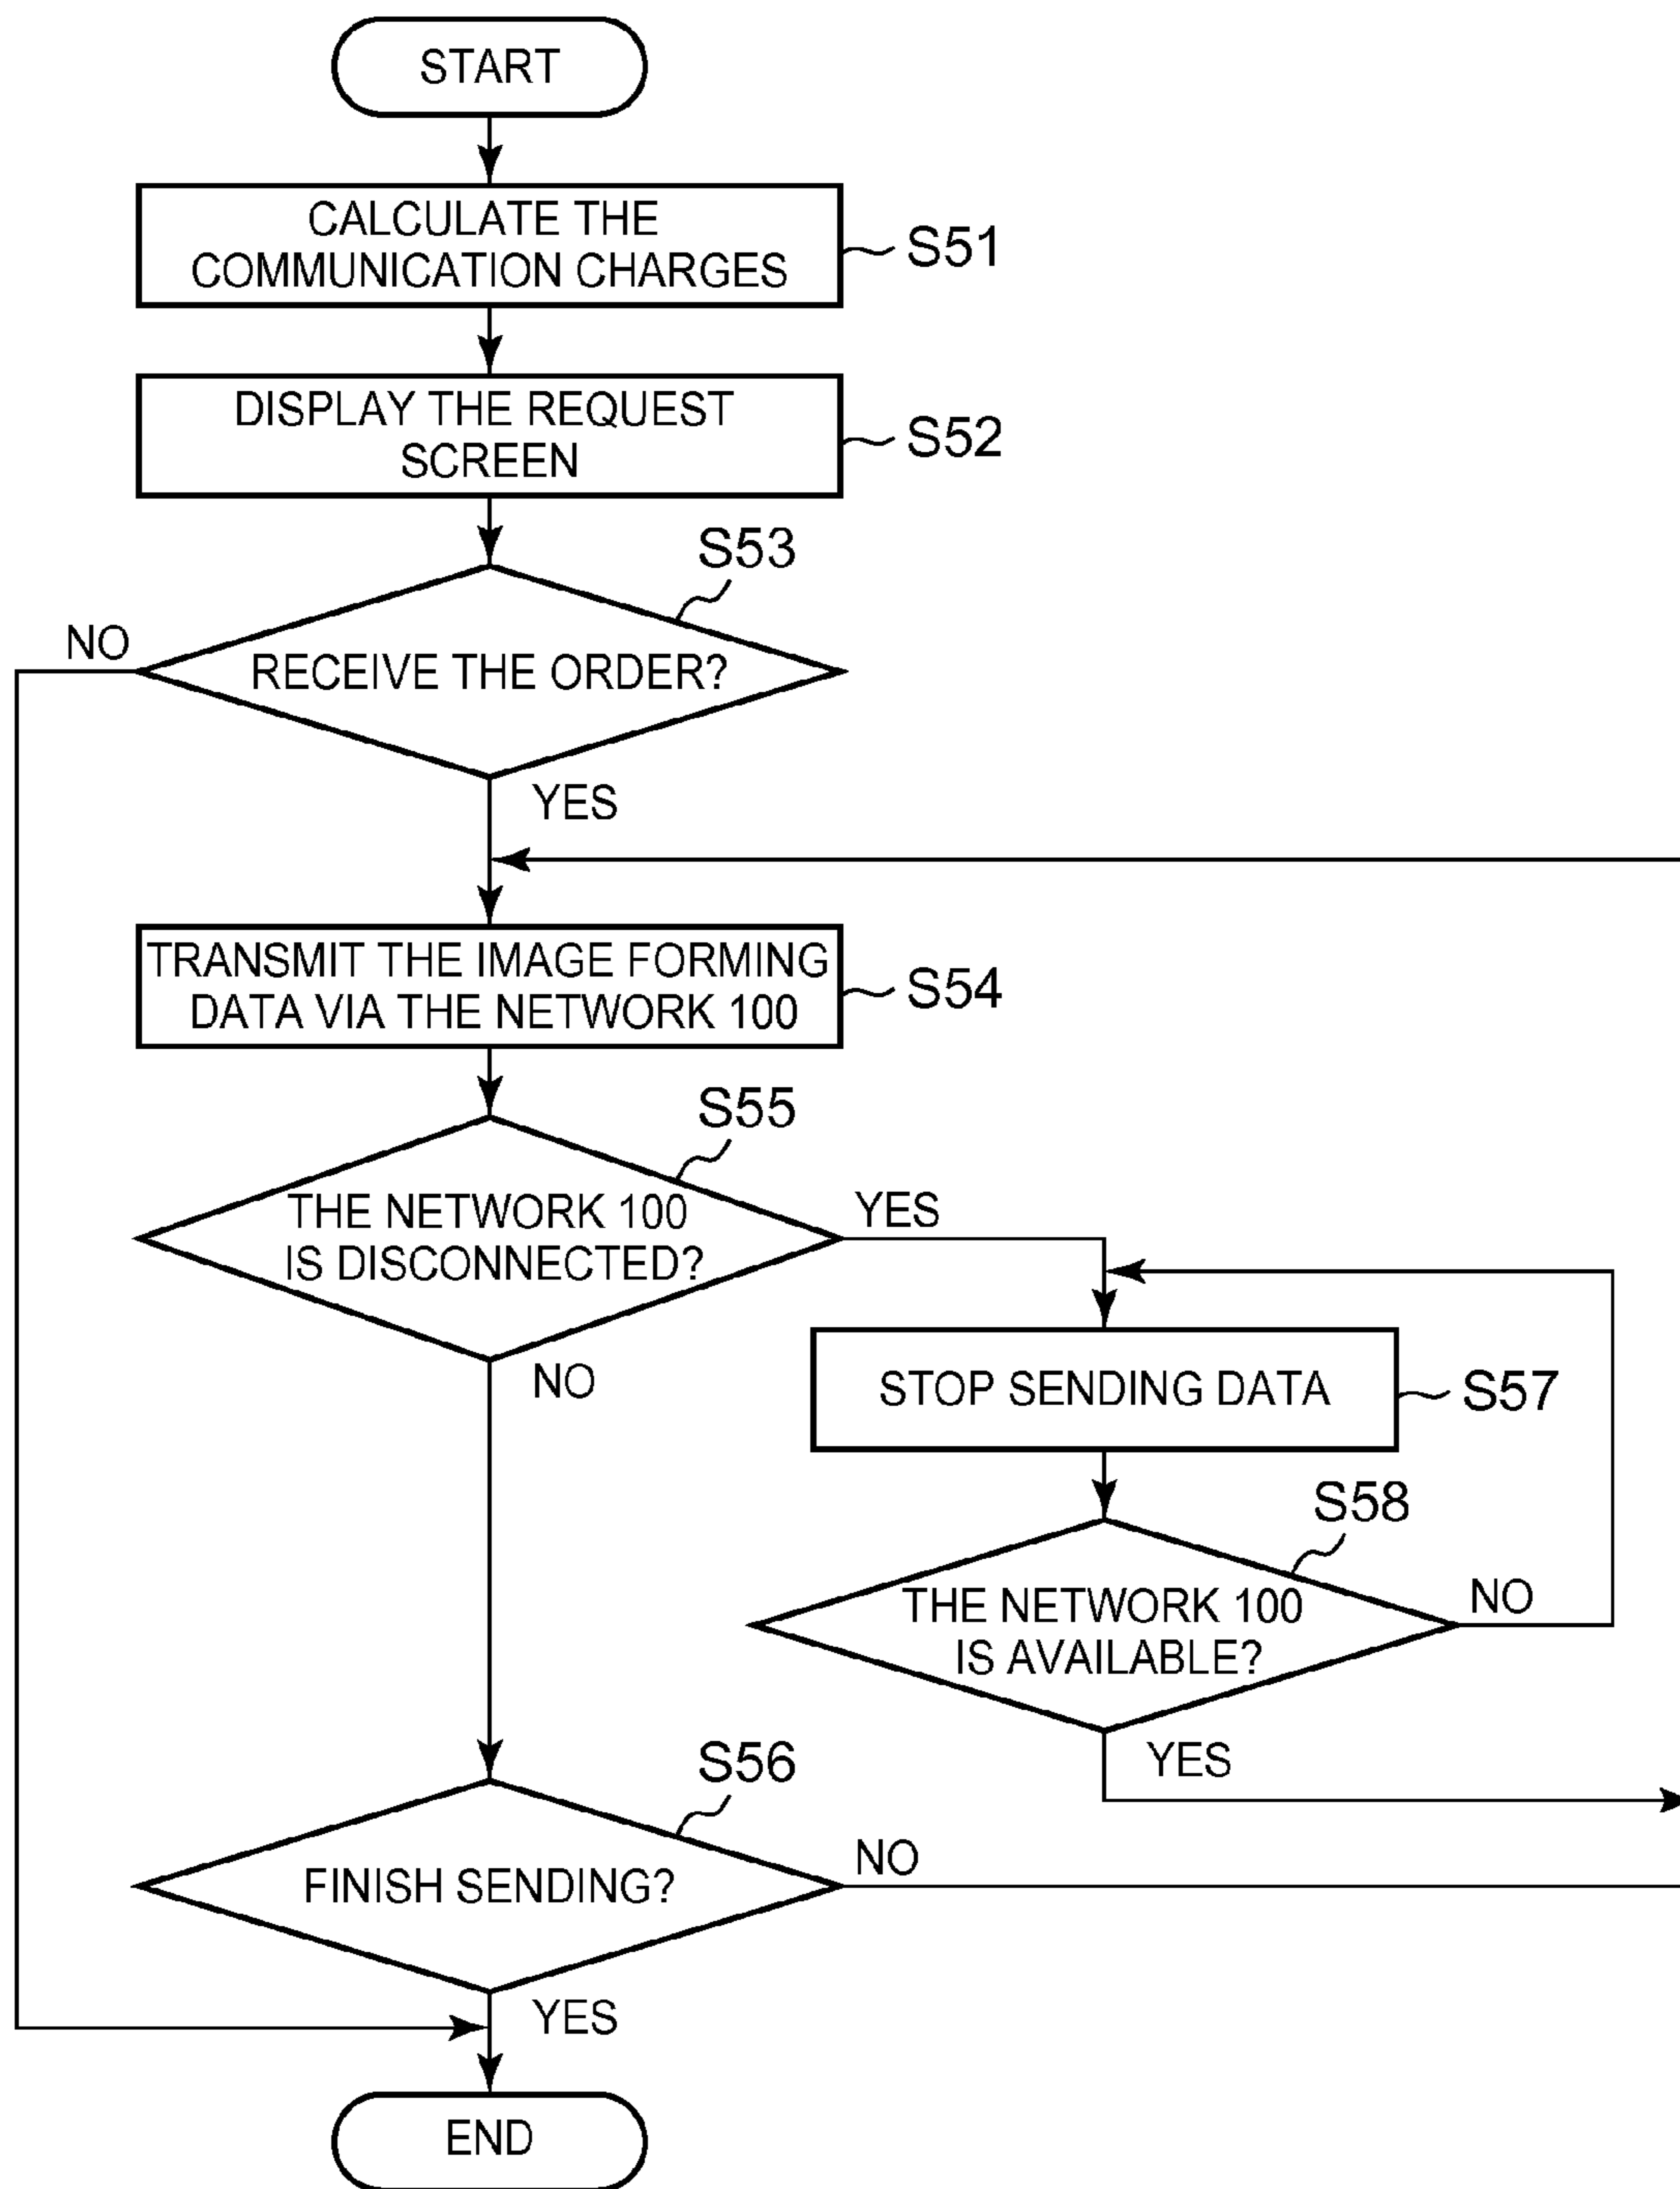 START
CALCULATE THE
COMMUNICATION CHARGES
S51
DISPLAY THE REQUEST
SCREEN
S52
S53
NO
RECEIVE THE ORDER?
YES
TRANSMIT THE IMAGE FORMING
DATA VIA THE NETWORK 100
S54
S55
THE NETWORK 100
IS DISCONNECTED?
YES
NO
STOP SENDING DATA
S57
S58
THE NETWORK 100
IS AVAILABLE?
NO
YES
S56
FINISH SENDING?
NO
YES
END